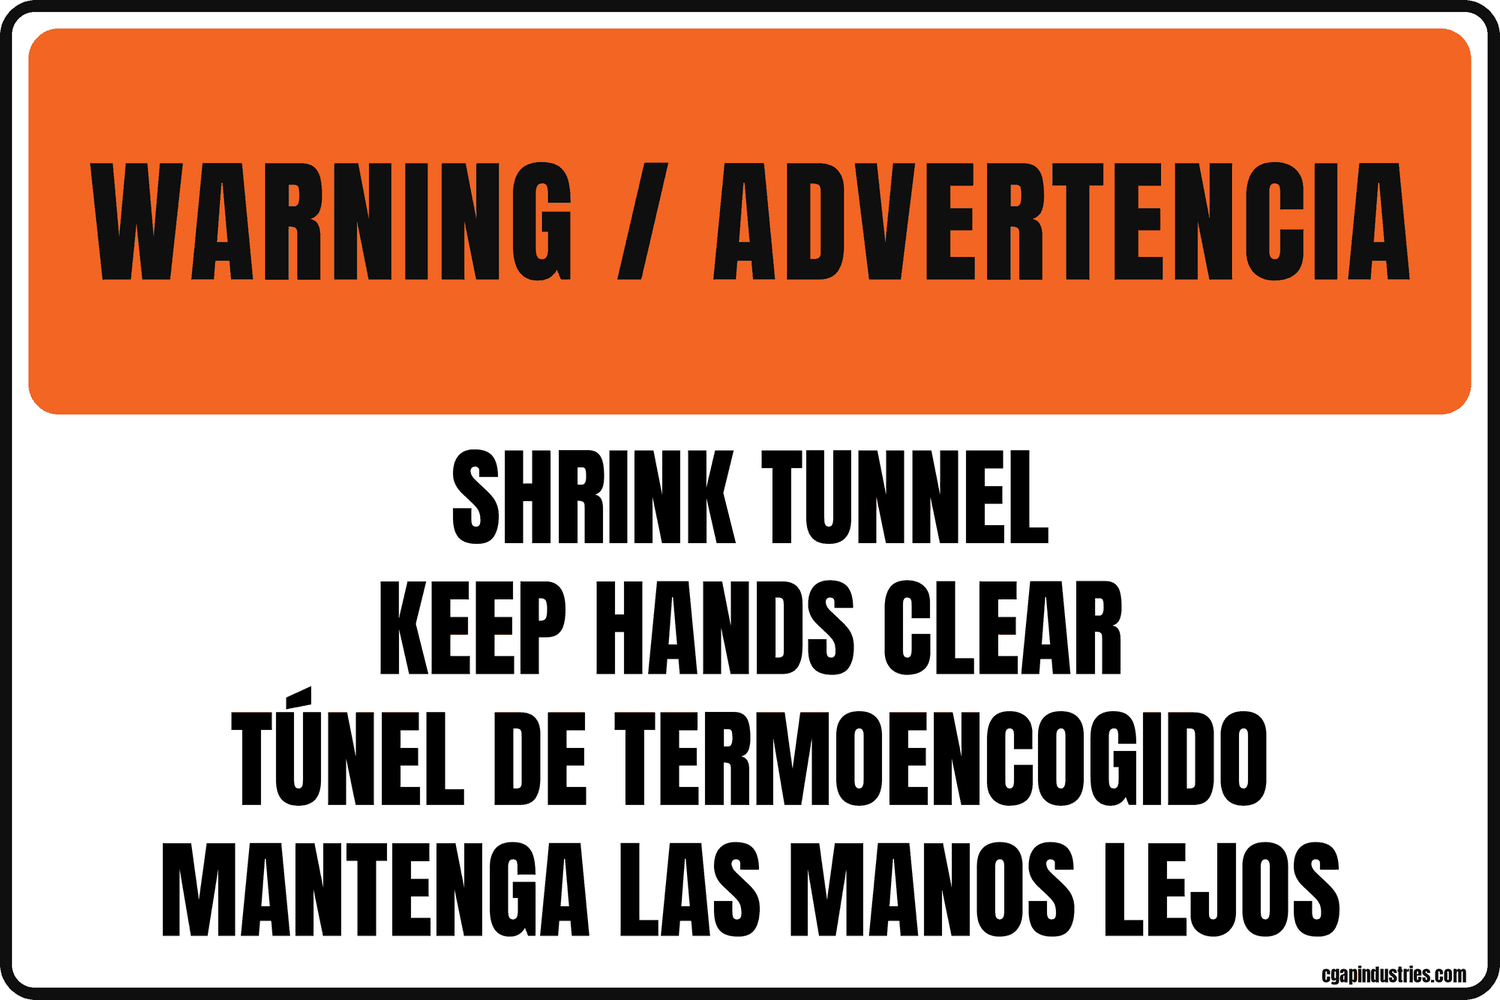 WARNING / ADVERTENCIA
SHRINK TUNNEL
KEEP HANDS CLEAR
TÚNEL DE TERMOENCOGIDO
MANTENGA LAS MANOS LEJOS
cgapindustries.com